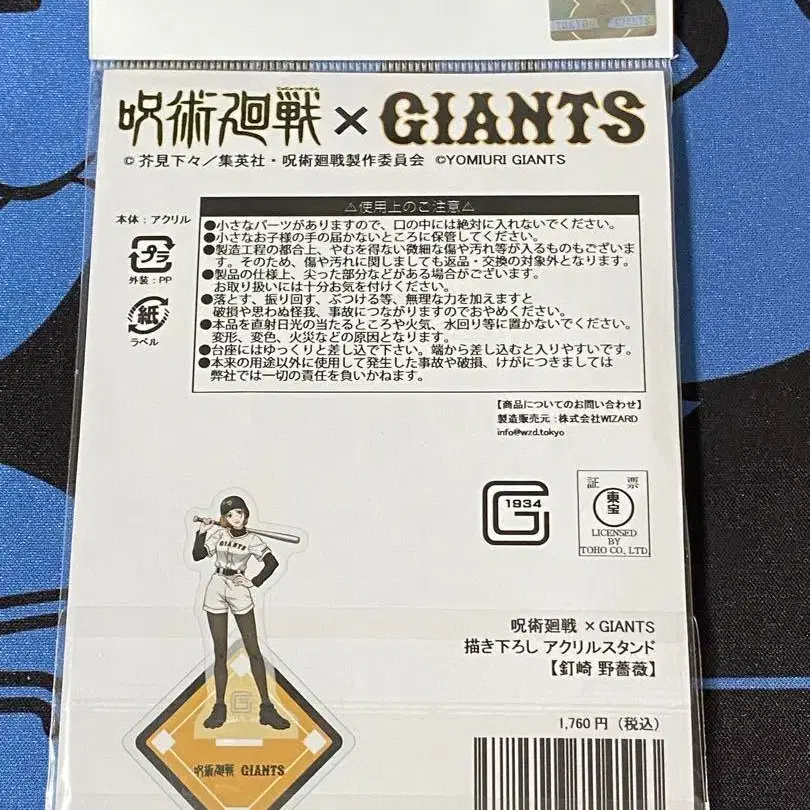 TOKYO GIANTS
じゅじゅつかいせん
呪術廻戦 × GIANTS
© 芥見下々／集英社・呪術廻戦製作委員会 ©YOMIURI GIANTS
⚠使用上のご注意⚠
本体：アクリル
プラ
外装：PP
紙
ラベル
●小さなパーツがありますので、口の中には絶対に入れないでください。
●小さなお子様の手の届かないところに保管してください。
●製造工程の都合上、やむを得ない微細な傷や汚れ等が入るものもございま
す。そのため、傷や汚れに関しましても返品・交換の対象外となります。
●製品の仕様上、尖った部分などがある場合がございます。
お取り扱いには十分お気を付けください。
●落とす、振り回す、ぶつける等、無理な力を加えますと
破損や思わぬ怪我、事故につながりますのでおやめください。
●本品を直射日光の当たるところや火気、水回り等に置かないでください。
変形、変色、火災などの原因となります。
●台座にはゆっくりと差し込で下さい。端から差し込むと入りやすいです。
●本来の用途以外に使用して発生した事故や破損、けがにつきましては
弊社では一切の責任を負いかねます。
【商品についてのお問い合わせ】
製造販売元：株式会社WIZARD
info@wzd.tokyo
G 1934
証 票
東宝
LICENSED
BY
TOHO CO., LTD.
GIANTS
G
呪術廻戦 GIANTS
呪術廻戦 × GIANTS
描き下ろし アクリルスタンド
【釘崎 野薔薇】
1,760円（税込）